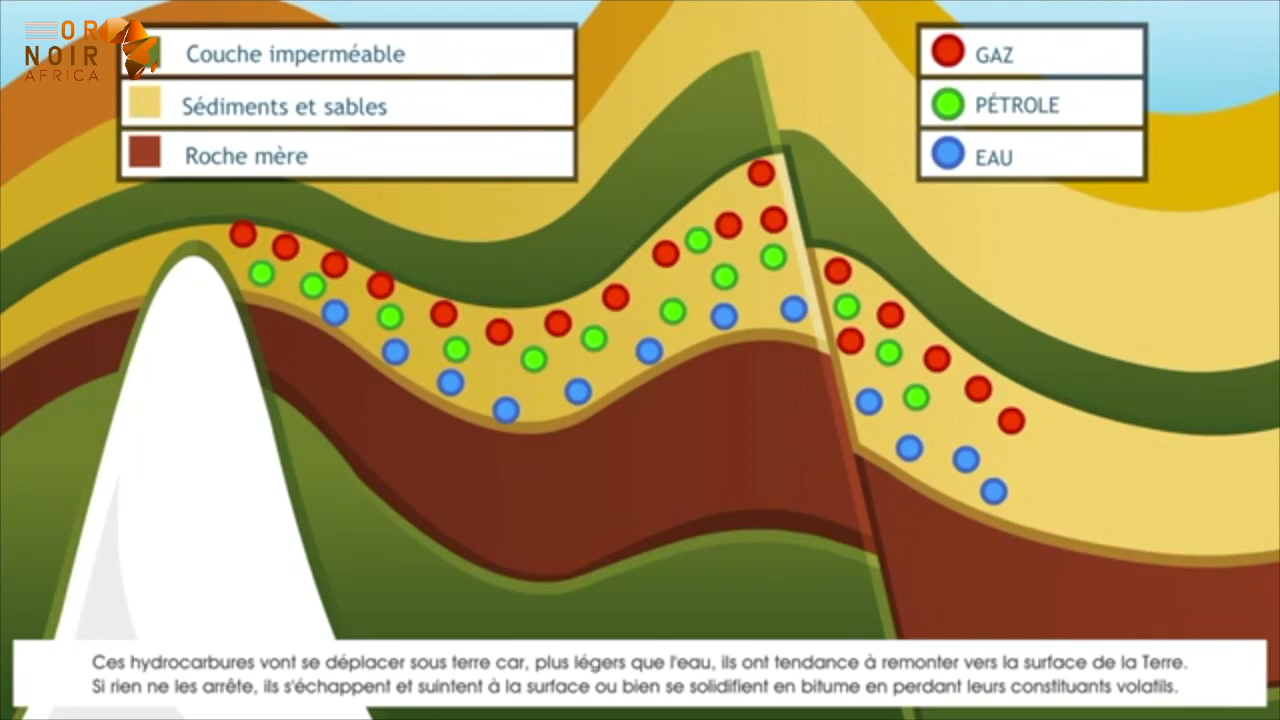 OR
NOIR
AFRICA
Couche imperméable
Sédiments et sables
Roche mère
GAZ
PÉTROLE
EAU
Ces hydrocarbures vont se déplacer sous terre car, plus légers que l'eau, ils ont tendance à remonter vers la surface de la Terre.
Si rien ne les arrête, ils s'échappent et suintent à la surface ou bien se solidifient en bitume en perdant leurs constituants volatils.